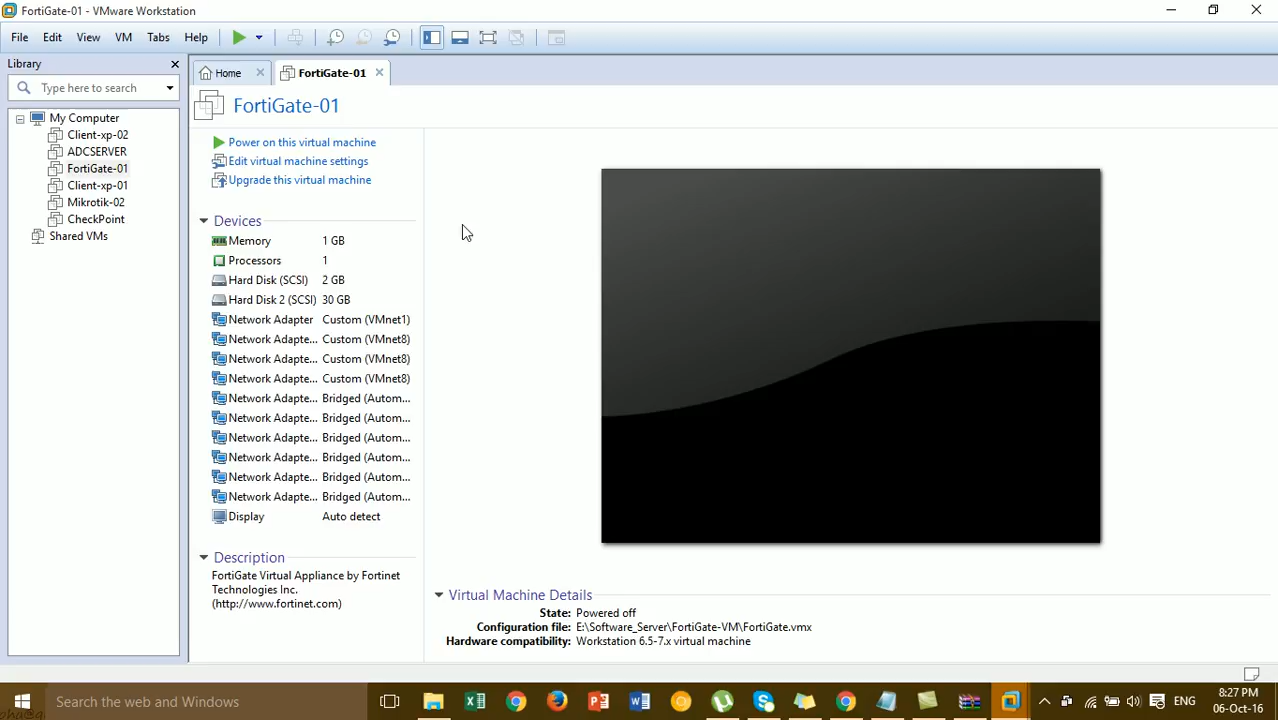 FortiGate-01 - VMware Workstation
File Edit View VM Tabs Help
Library
Type here to search
My Computer
Client-xp-02
ADCSERVER
FortiGate-01
Client-xp-01
Mikrotik-02
CheckPoint
Shared VMs
Home
FortiGate-01
FortiGate-01
Power on this virtual machine
Edit virtual machine settings
Upgrade this virtual machine
Devices
Memory 1 GB
Processors 1
Hard Disk (SCSI) 2 GB
Hard Disk 2 (SCSI) 30 GB
Network Adapter Custom (VMnet1)
Network Adapte... Custom (VMnet8)
Network Adapte... Custom (VMnet8)
Network Adapte... Custom (VMnet8)
Network Adapte... Bridged (Autom...
Network Adapte... Bridged (Autom...
Network Adapte... Bridged (Autom...
Network Adapte... Bridged (Autom...
Network Adapte... Bridged (Autom...
Network Adapte... Bridged (Autom...
Display Auto detect
Description
FortiGate Virtual Appliance by Fortinet
Technologies Inc.
(http://www.fortinet.com)
Virtual Machine Details
State: Powered off
Configuration file: E:\Software_Server\FortiGate-VM\FortiGate.vmx
Hardware compatibility: Workstation 6.5-7.x virtual machine
Search the web and Windows
ENG
8:27 PM
06-Oct-16